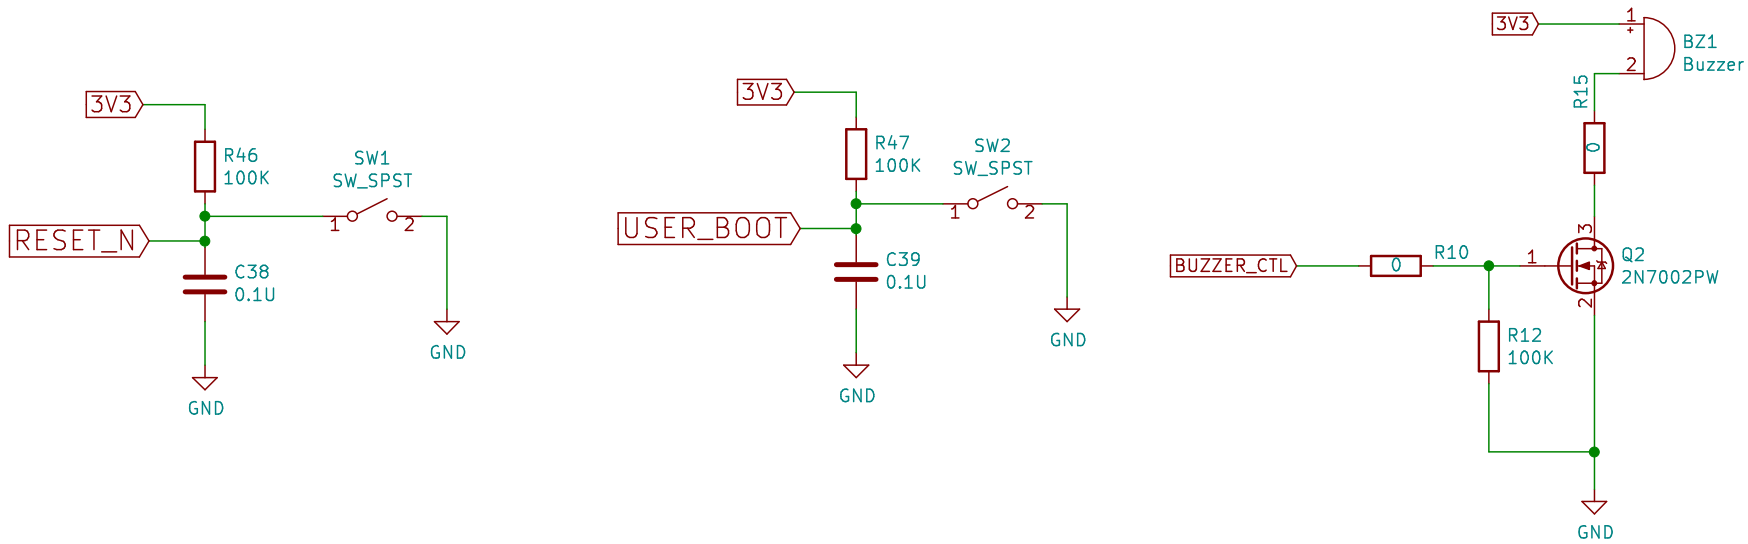 3V3
R46
100K
SW1
SW_SPST
1
2
RESET_N
C38
0.1U
GND
GND
3V3
R47
100K
SW2
SW_SPST
1
2
USER_BOOT
C39
0.1U
GND
GND
3V3
1
+
BZ1
Buzzer
2
R15
0
3
BUZZER_CTL
0
R10
1
Q2
2N7002PW
2
R12
100K
GND